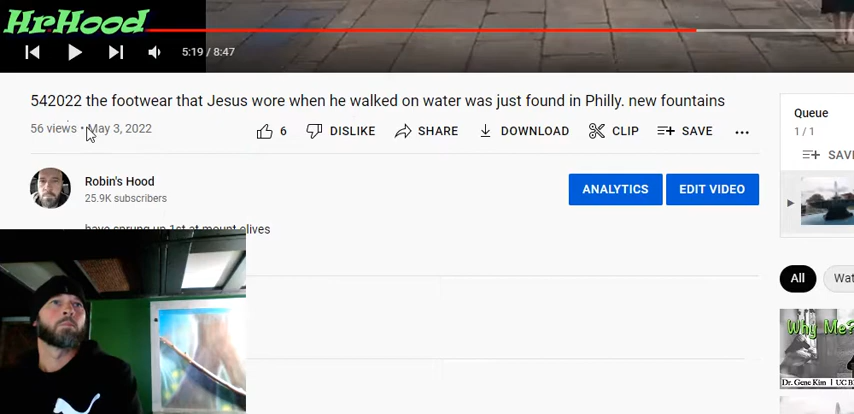 HrHood
5:19 / 8:47
542022 the footwear that Jesus wore when he walked on water was just found in Philly. new fountains
56 views • May 3, 2022
6 DISLIKE SHARE DOWNLOAD CLIP SAVE ...
Queue
1 / 1
SAV
Robin's Hood
25.9K subscribers
ANALYTICS EDIT VIDEO
have sprung up 1st at mount olives
All Wat
Why Me?
Dr. Gene Kim | UC B